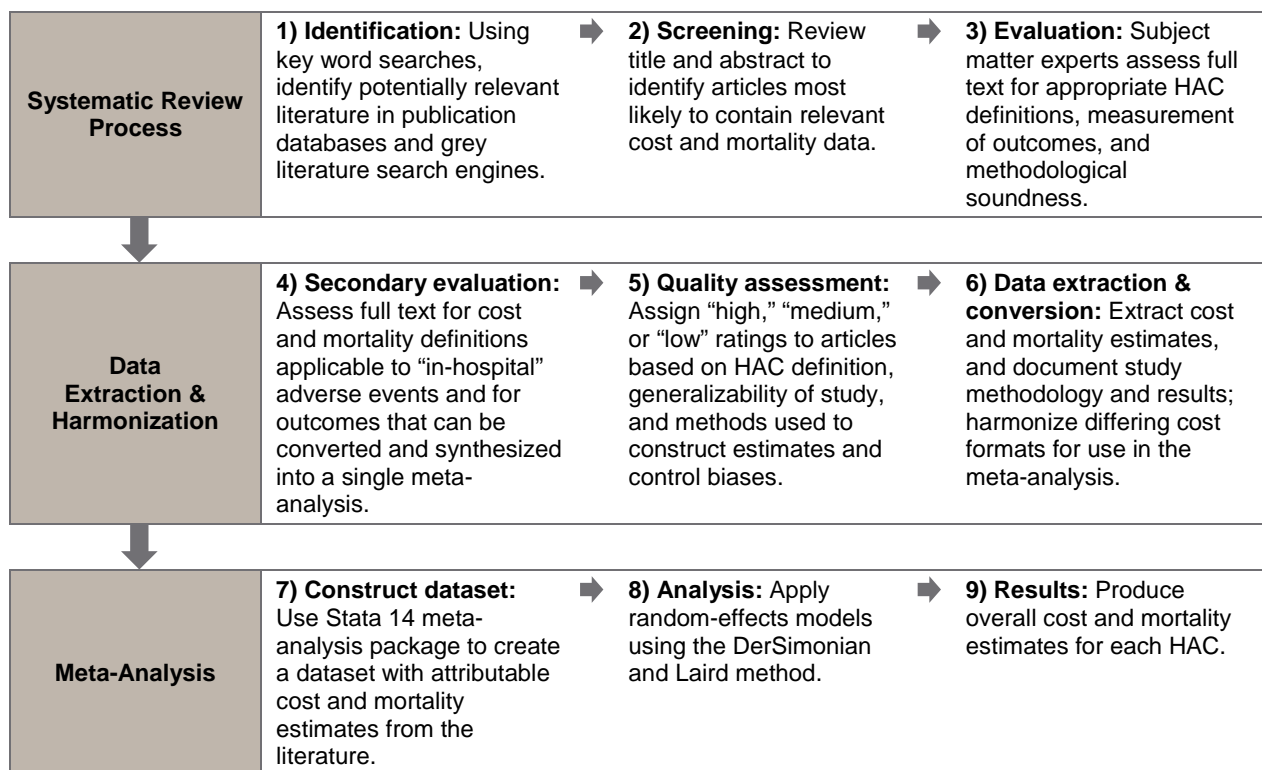 Systematic Review
Process
1) Identification: Using
key word searches,
identify potentially relevant
literature in publication
databases and grey
literature search engines.
2) Screening: Review
title and abstract to
identify articles most
likely to contain relevant
cost and mortality data.
3) Evaluation: Subject
matter experts assess full
text for appropriate HAC
definitions, measurement
of outcomes, and
methodological
soundness.
Data
Extraction &
Harmonization
4) Secondary evaluation:
Assess full text for cost
and mortality definitions
applicable to “in-hospital”
adverse events and for
outcomes that can be
converted and synthesized
into a single meta-
analysis.
5) Quality assessment:
Assign “high,” “medium,”
or “low” ratings to articles
based on HAC definition,
generalizability of study,
and methods used to
construct estimates and
control biases.
6) Data extraction &
conversion: Extract cost
and mortality estimates,
and document study
methodology and results;
harmonize differing cost
formats for use in the
meta-analysis.
Meta-Analysis
7) Construct dataset:
Use Stata 14 meta-
analysis package to create
a dataset with attributable
cost and mortality
estimates from the
literature.
8) Analysis: Apply
random-effects models
using the DerSimonian
and Laird method.
9) Results: Produce
overall cost and mortality
estimates for each HAC.